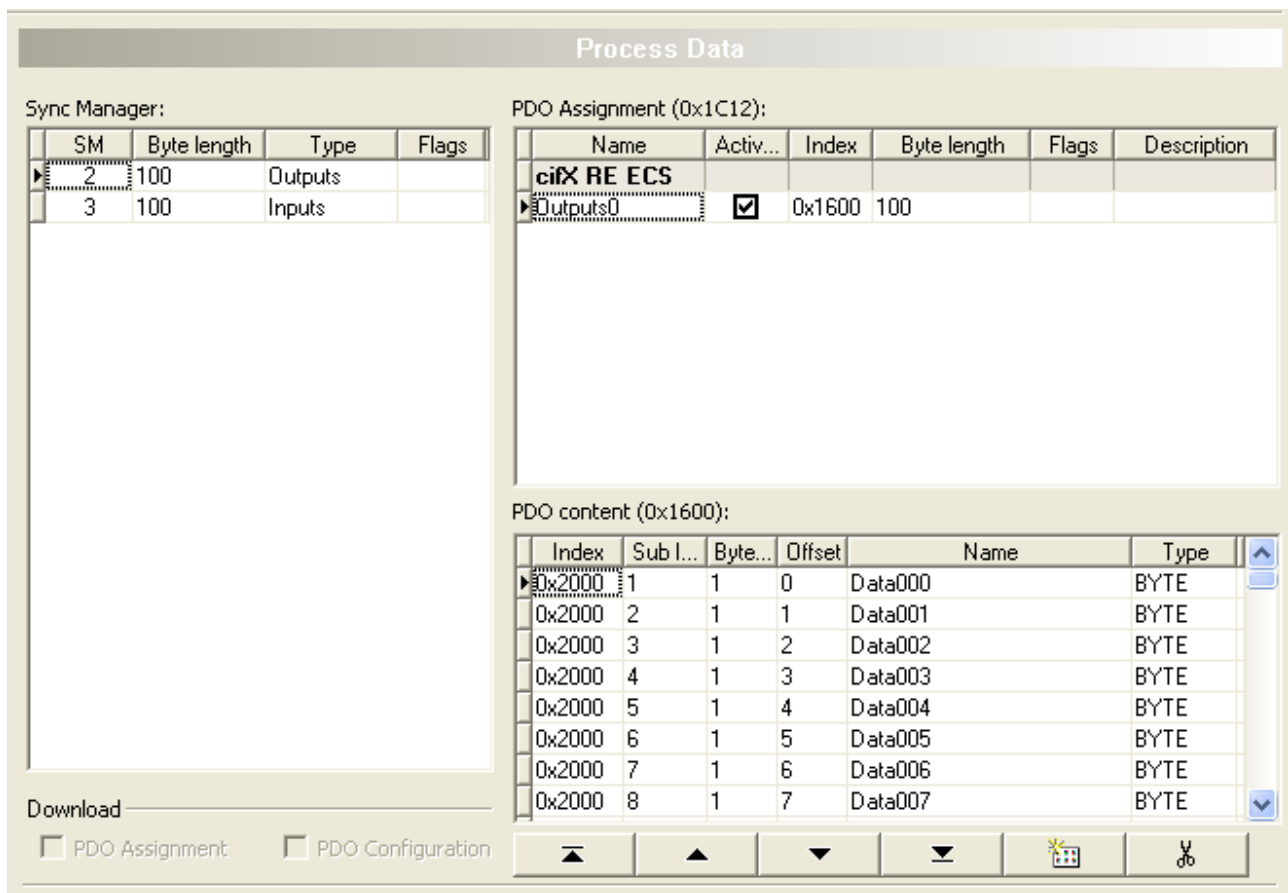 Process Data
Sync Manager:
SM Byte length Type Flags
2 100 Outputs
3 100 Inputs
PDO Assignment (0x1C12):
Name Activ... Index Byte length Flags Description
cifX RE ECS
Outputs0 0x1600 100
PDO content (0x1600):
Index Sub I... Byte... Offset Name Type
0x2000 1 1 0 Data000 BYTE
0x2000 2 1 1 Data001 BYTE
0x2000 3 1 2 Data002 BYTE
0x2000 4 1 3 Data003 BYTE
0x2000 5 1 4 Data004 BYTE
0x2000 6 1 5 Data005 BYTE
0x2000 7 1 6 Data006 BYTE
0x2000 8 1 7 Data007 BYTE
Download
PDO Assignment PDO Configuration